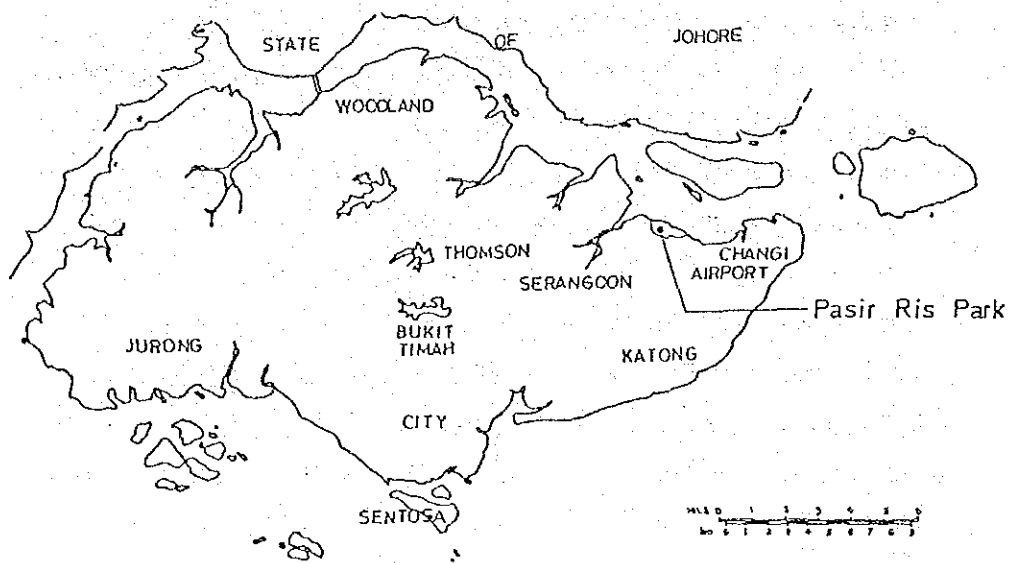 STATE OF JOHORE
WOODLAND
THOMSON
SERANGOON
CHANGI
AIRPORT
Pasir Ris Park
BUKIT
TIMAH
JURONG
KATONG
CITY
SENTOSA